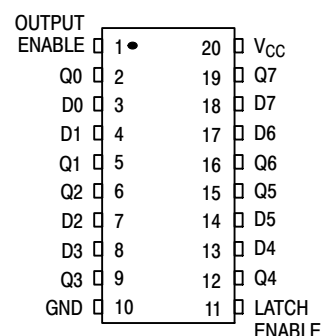 OUTPUT
ENABLE 1 20 VCC
Q0 2 19 Q7
D0 3 18 D7
D1 4 17 D6
Q1 5 16 Q6
Q2 6 15 Q5
D2 7 14 D5
D3 8 13 D4
Q3 9 12 Q4
GND 10 11 LATCH
ENABLE